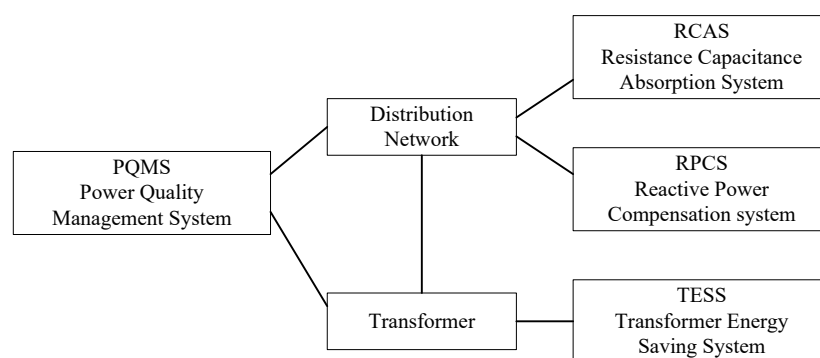 RCAS
Resistance Capacitance
Absorption System
Distribution
Network
PQMS
Power Quality
Management System
RPCS
Reactive Power
Compensation system
Transformer
TESS
Transformer Energy
Saving System